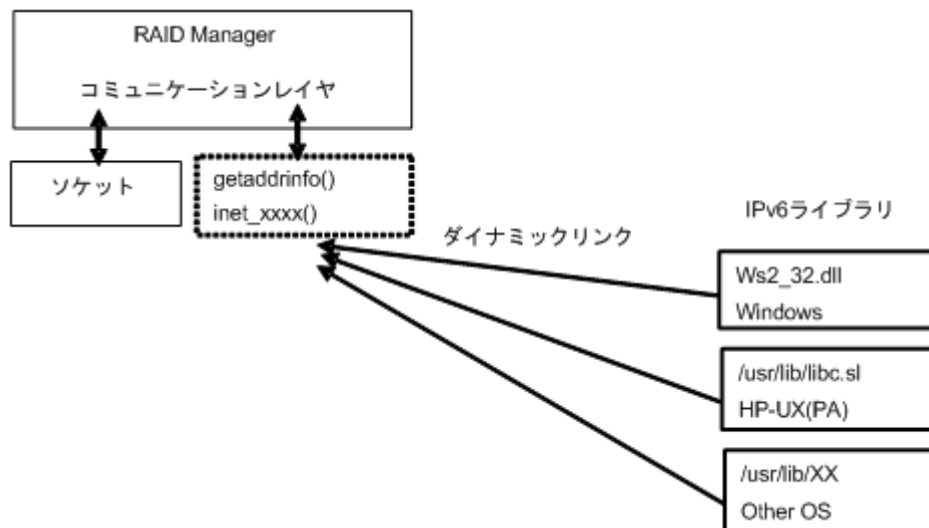 RAID Manager
コミュニケーションレイヤ
ソケット
getaddrinfo()
inet_xxxx()
ダイナミックリンク
IPv6ライブラリ
Ws2_32.dll
Windows
/usr/lib/libc.sl
HP-UX(PA)
/usr/lib/XX
Other OS